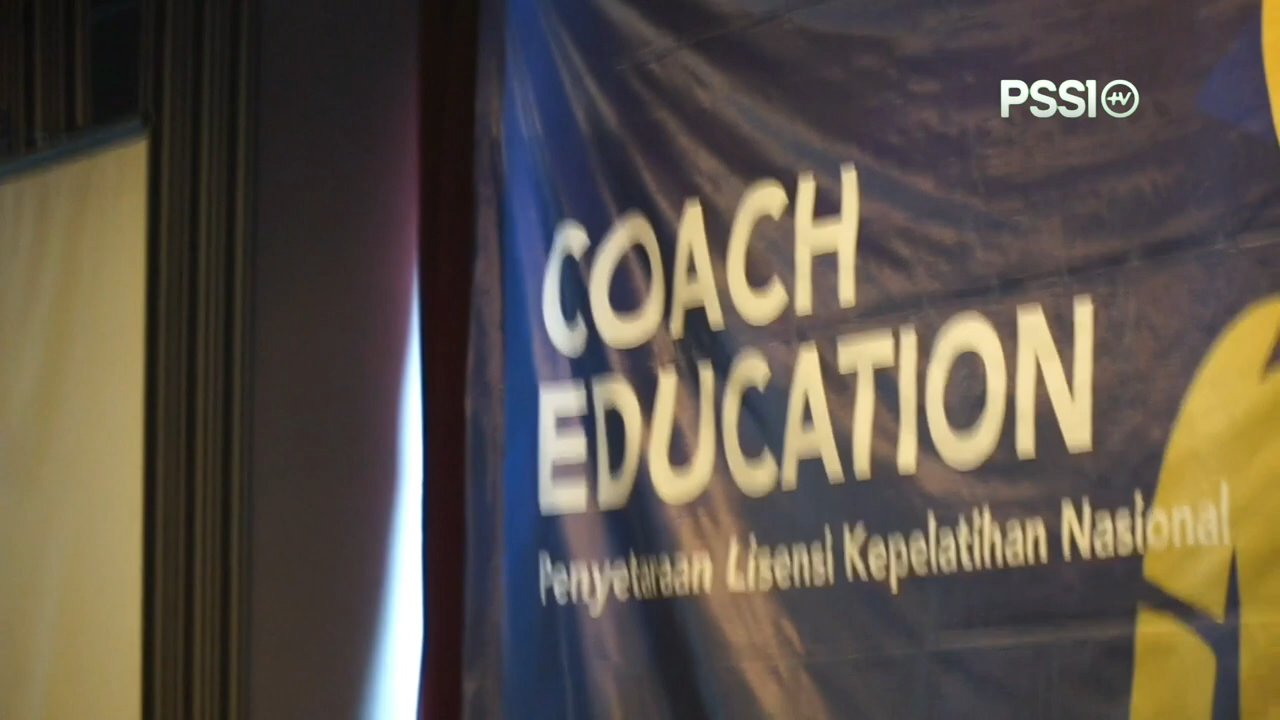 PSSI tv
COACH
EDUCATION
Penyetaraan Lisensi Kepelatihan Nasional